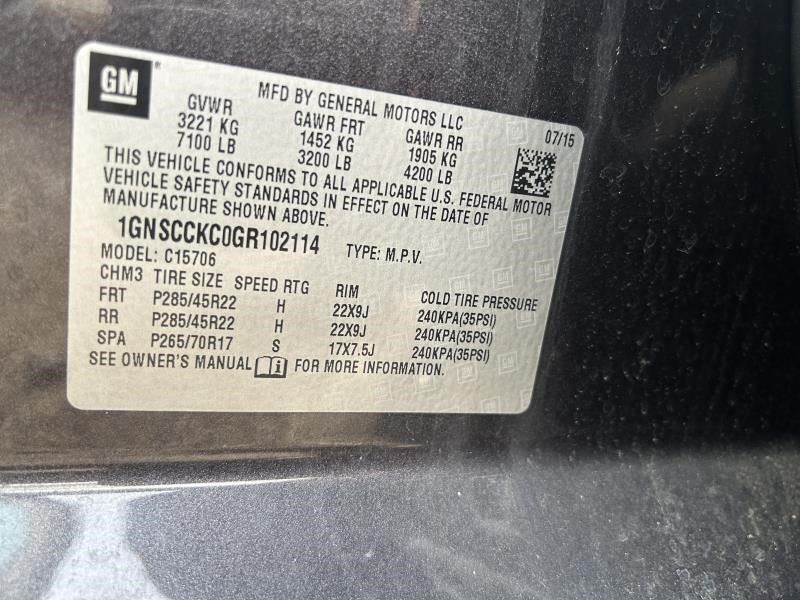 GM
MFD BY GENERAL MOTORS LLC
07/15
GVWR GAWR FRT GAWR RR
3221 KG 1452 KG 1905 KG
7100 LB 3200 LB 4200 LB
THIS VEHICLE CONFORMS TO ALL APPLICABLE U.S. FEDERAL MOTOR
VEHICLE SAFETY STANDARDS IN EFFECT ON THE DATE OF
MANUFACTURE SHOWN ABOVE.
1GNSCCKC0GR102114 TYPE: M.P.V.
MODEL: C15706
CHM3 TIRE SIZE SPEED RTG RIM COLD TIRE PRESSURE
FRT P285/45R22 H 22X9J 240KPA(35PSI)
RR P285/45R22 H 22X9J 240KPA(35PSI)
SPA P265/70R17 S 17X7.5J 240KPA(35PSI)
SEE OWNER'S MANUAL FOR MORE INFORMATION.